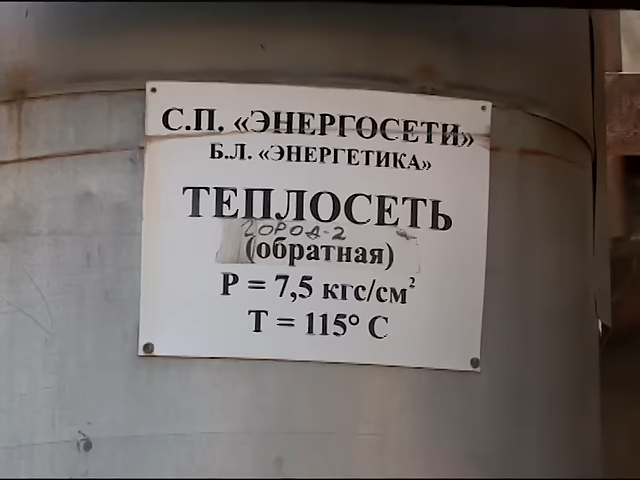 С.П. «ЭНЕРГОСЕТИ»
Б.Л. «ЭНЕРГЕТИКА»
ТЕПЛОСЕТЬ
ГОРОД-2
(обратная)
Р = 7,5 кгс/см²
Т = 115° С